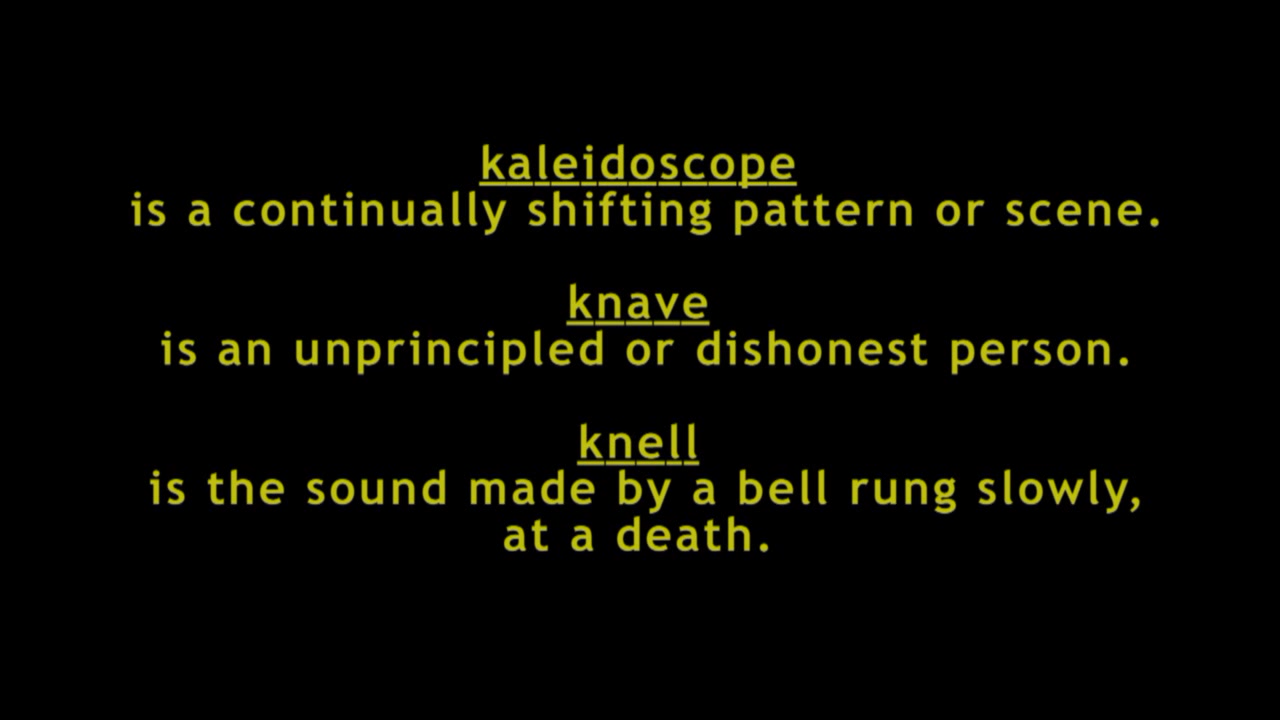 kaleidoscope
is a continually shifting pattern or scene.
knave
is an unprincipled or dishonest person.
knell
is the sound made by a bell rung slowly,
at a death.